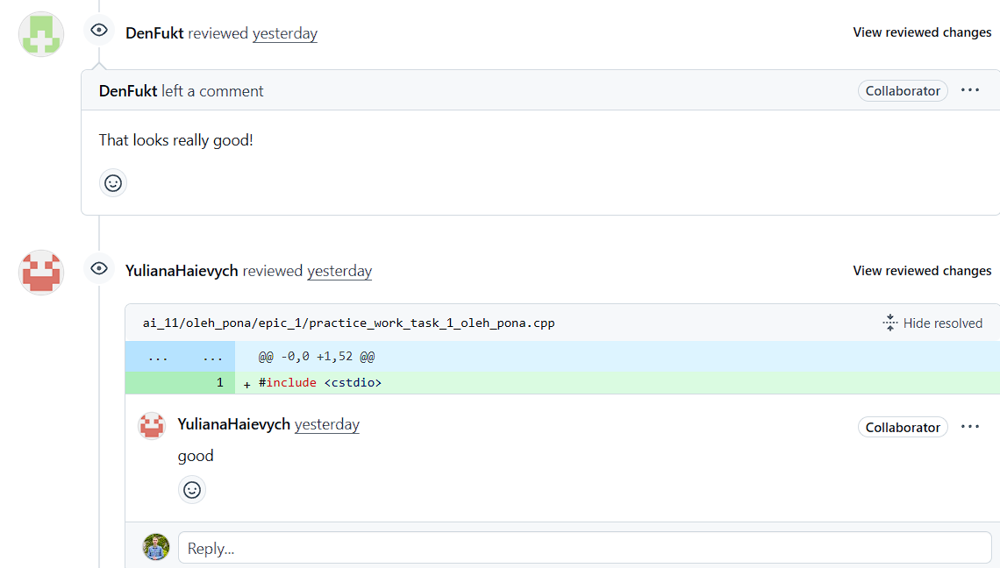 DenFukt reviewed yesterday
View reviewed changes
DenFukt left a comment
Collaborator ...
That looks really good!
YulianaHaievych reviewed yesterday
View reviewed changes
ai_11/oleh_pona/epic_1/practice_work_task_1_oleh_pona.cpp
Hide resolved
... ... @@ -0,0 +1,52 @@
1 + #include <cstdio>
YulianaHaievych yesterday
Collaborator ...
good
Reply...